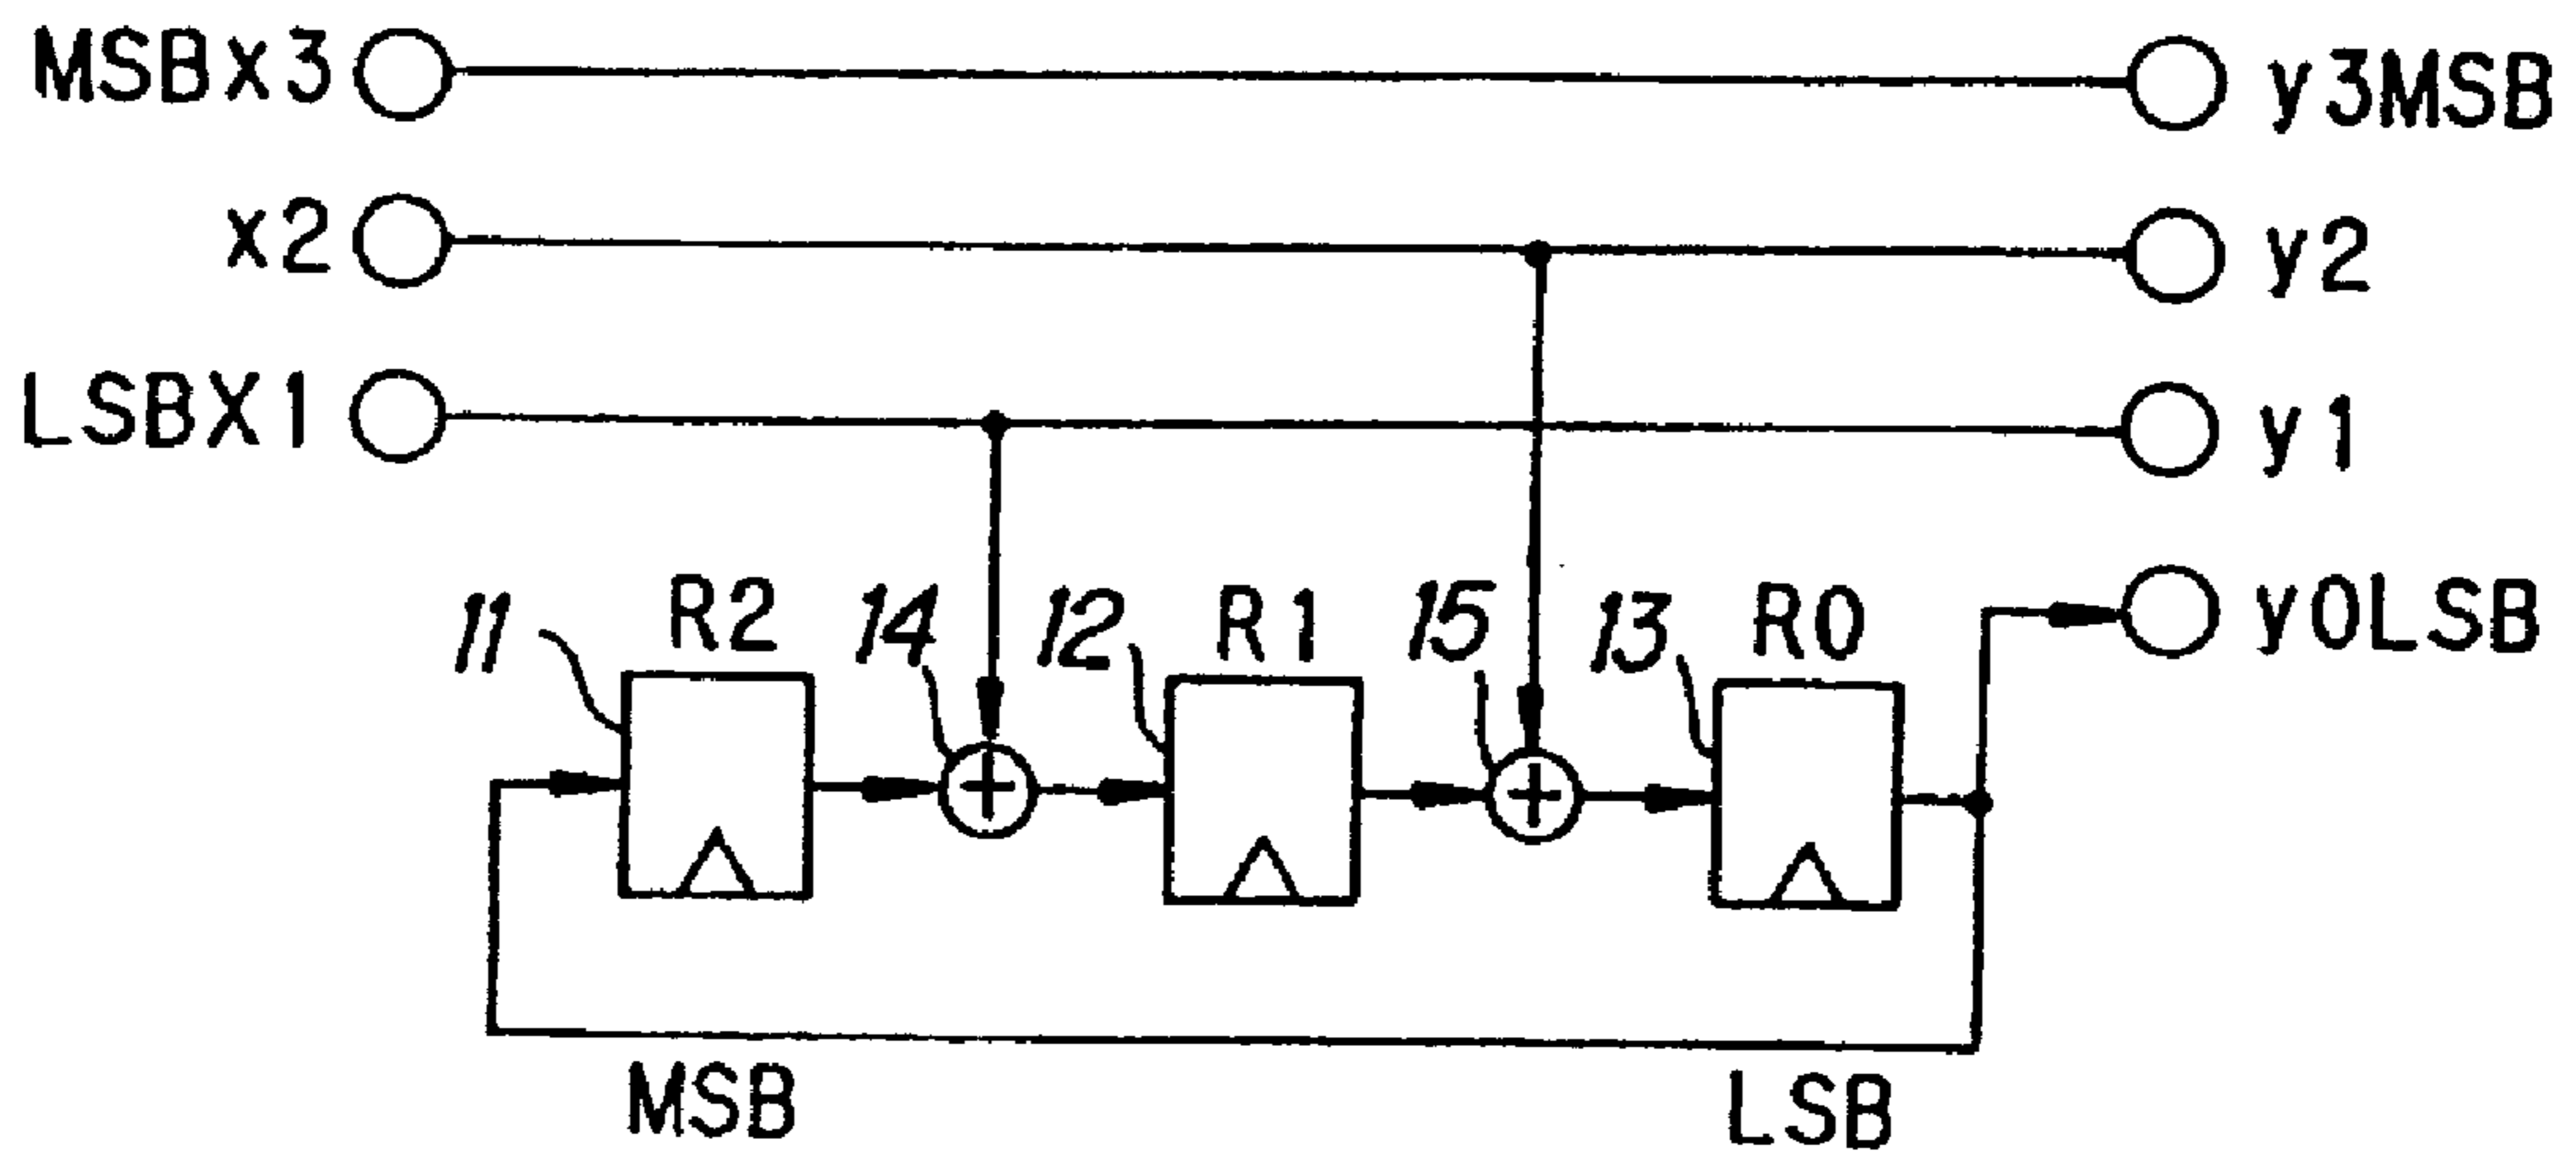 MSBX3 y3MSB
x2 y2
LSBX1 y1
11 R2 14 12 R1 15 13 R0 y0LSB
MSB LSB